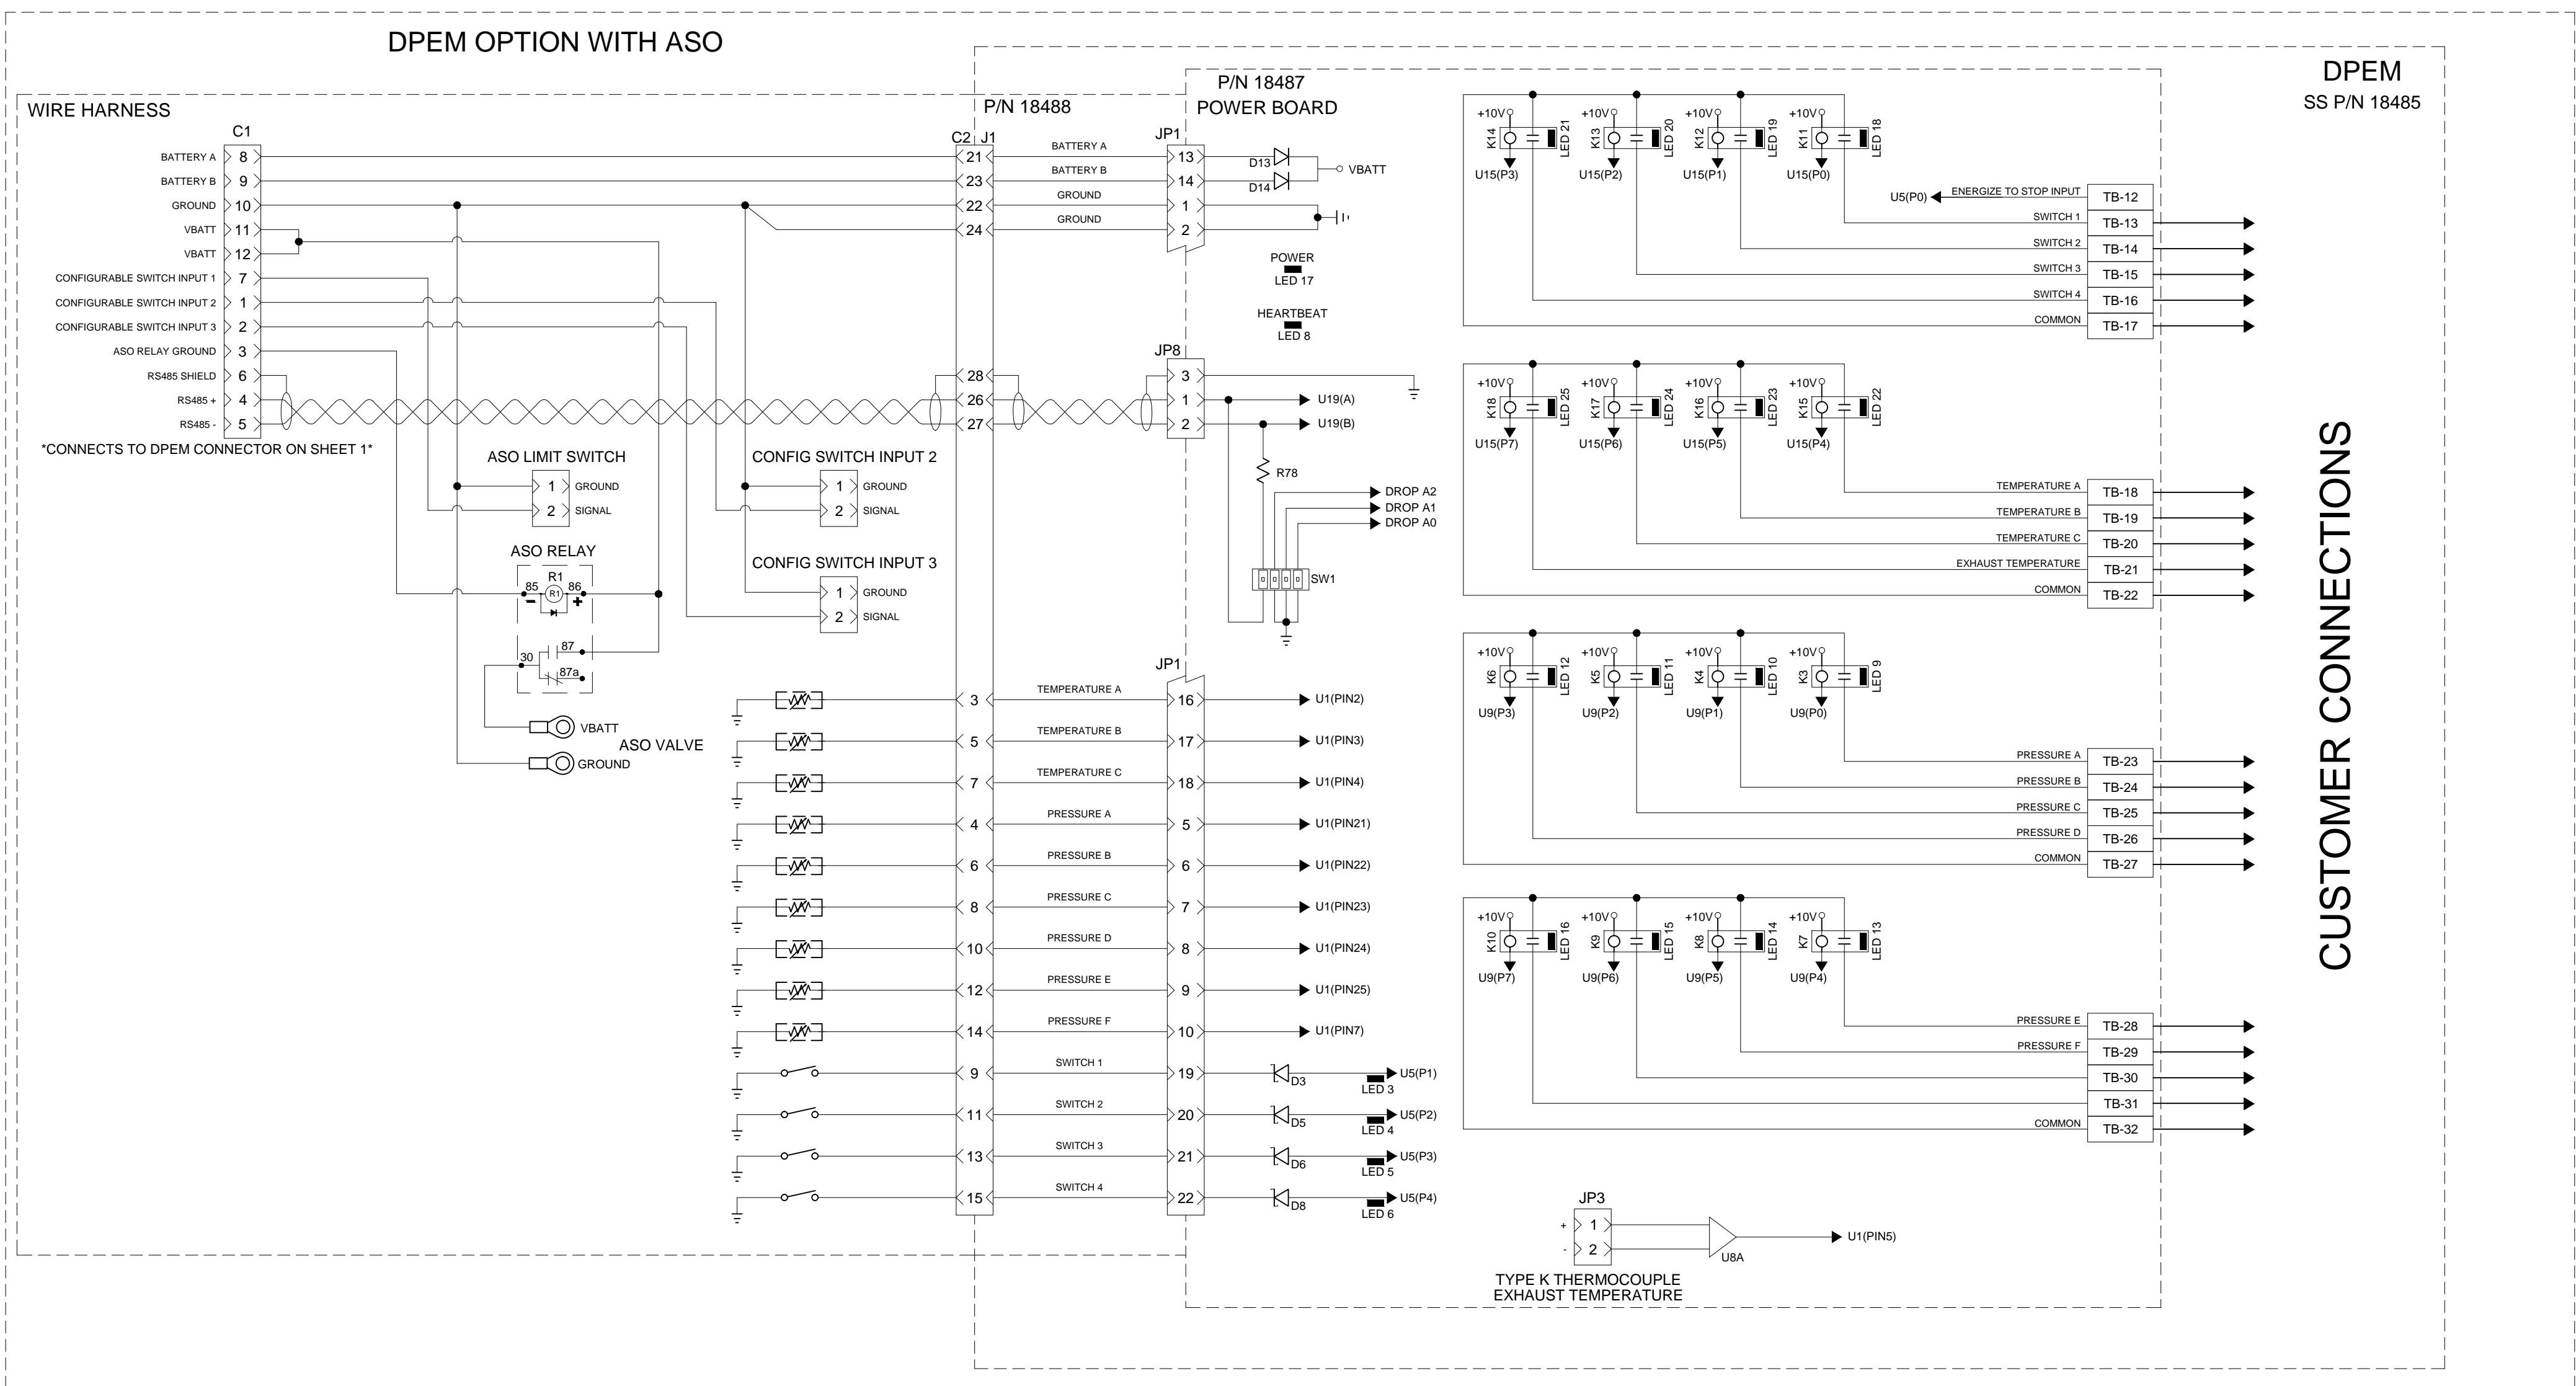 DPEM OPTION WITH ASO
DPEM
SS P/N 18485
WIRE HARNESS
P/N 18488
P/N 18487
POWER BOARD
C1
BATTERY A 8
BATTERY B 9
GROUND 10
VBATT 11
VBATT 12
CONFIGURABLE SWITCH INPUT 1 7
CONFIGURABLE SWITCH INPUT 2 1
CONFIGURABLE SWITCH INPUT 3 2
ASO RELAY GROUND 3
RS485 SHIELD 6
RS485 + 4
RS485 - 5
*CONNECTS TO DPEM CONNECTOR ON SHEET 1*
ASO LIMIT SWITCH
1 GROUND
2 SIGNAL
CONFIG SWITCH INPUT 2
1 GROUND
2 SIGNAL
CONFIG SWITCH INPUT 3
1 GROUND
2 SIGNAL
ASO RELAY
R1
85 R1 86
- +
87
30
87a
VBATT
ASO VALVE
GROUND
C2 J1 JP1
21 BATTERY A 13 D13
VBATT
23 BATTERY B 14 D14
22 GROUND 1
24 GROUND 2
POWER
LED 17
HEARTBEAT
LED 8
JP8
28 3
26 1 U19(A)
27 2 U19(B)
R78
DROP A2
DROP A1
DROP A0
SW1
JP1
3 TEMPERATURE A 16 U1(PIN2)
5 TEMPERATURE B 17 U1(PIN3)
7 TEMPERATURE C 18 U1(PIN4)
4 PRESSURE A 5 U1(PIN21)
6 PRESSURE B 6 U1(PIN22)
8 PRESSURE C 7 U1(PIN23)
10 PRESSURE D 8 U1(PIN24)
12 PRESSURE E 9 U1(PIN25)
14 PRESSURE F 10 U1(PIN7)
9 SWITCH 1 19 D3 LED 3 U5(P1)
11 SWITCH 2 20 D5 LED 4 U5(P2)
13 SWITCH 3 21 D6 LED 5 U5(P3)
15 SWITCH 4 22 D8 LED 6 U5(P4)
+10V +10V +10V +10V
K14 LED 21 K13 LED 20 K12 LED 19 K11 LED 18
U15(P3) U15(P2) U15(P1) U15(P0)
U5(P0) ENERGIZE TO STOP INPUT TB-12
SWITCH 1 TB-13
SWITCH 2 TB-14
SWITCH 3 TB-15
SWITCH 4 TB-16
COMMON TB-17
+10V +10V +10V +10V
K18 LED 25 K17 LED 24 K16 LED 23 K15 LED 22
U15(P7) U15(P6) U15(P5) U15(P4)
TEMPERATURE A TB-18
TEMPERATURE B TB-19
TEMPERATURE C TB-20
EXHAUST TEMPERATURE TB-21
COMMON TB-22
+10V +10V +10V +10V
K6 LED 12 K5 LED 11 K4 LED 10 K3 LED 9
U9(P3) U9(P2) U9(P1) U9(P0)
PRESSURE A TB-23
PRESSURE B TB-24
PRESSURE C TB-25
PRESSURE D TB-26
COMMON TB-27
+10V +10V +10V +10V
K10 LED 16 K9 LED 15 K8 LED 14 K7 LED 13
U9(P7) U9(P6) U9(P5) U9(P4)
PRESSURE E TB-28
PRESSURE F TB-29
TB-30
TB-31
COMMON TB-32
JP3
+ 1
- 2
U8A
U1(PIN5)
TYPE K THERMOCOUPLE
EXHAUST TEMPERATURE
CUSTOMER CONNECTIONS